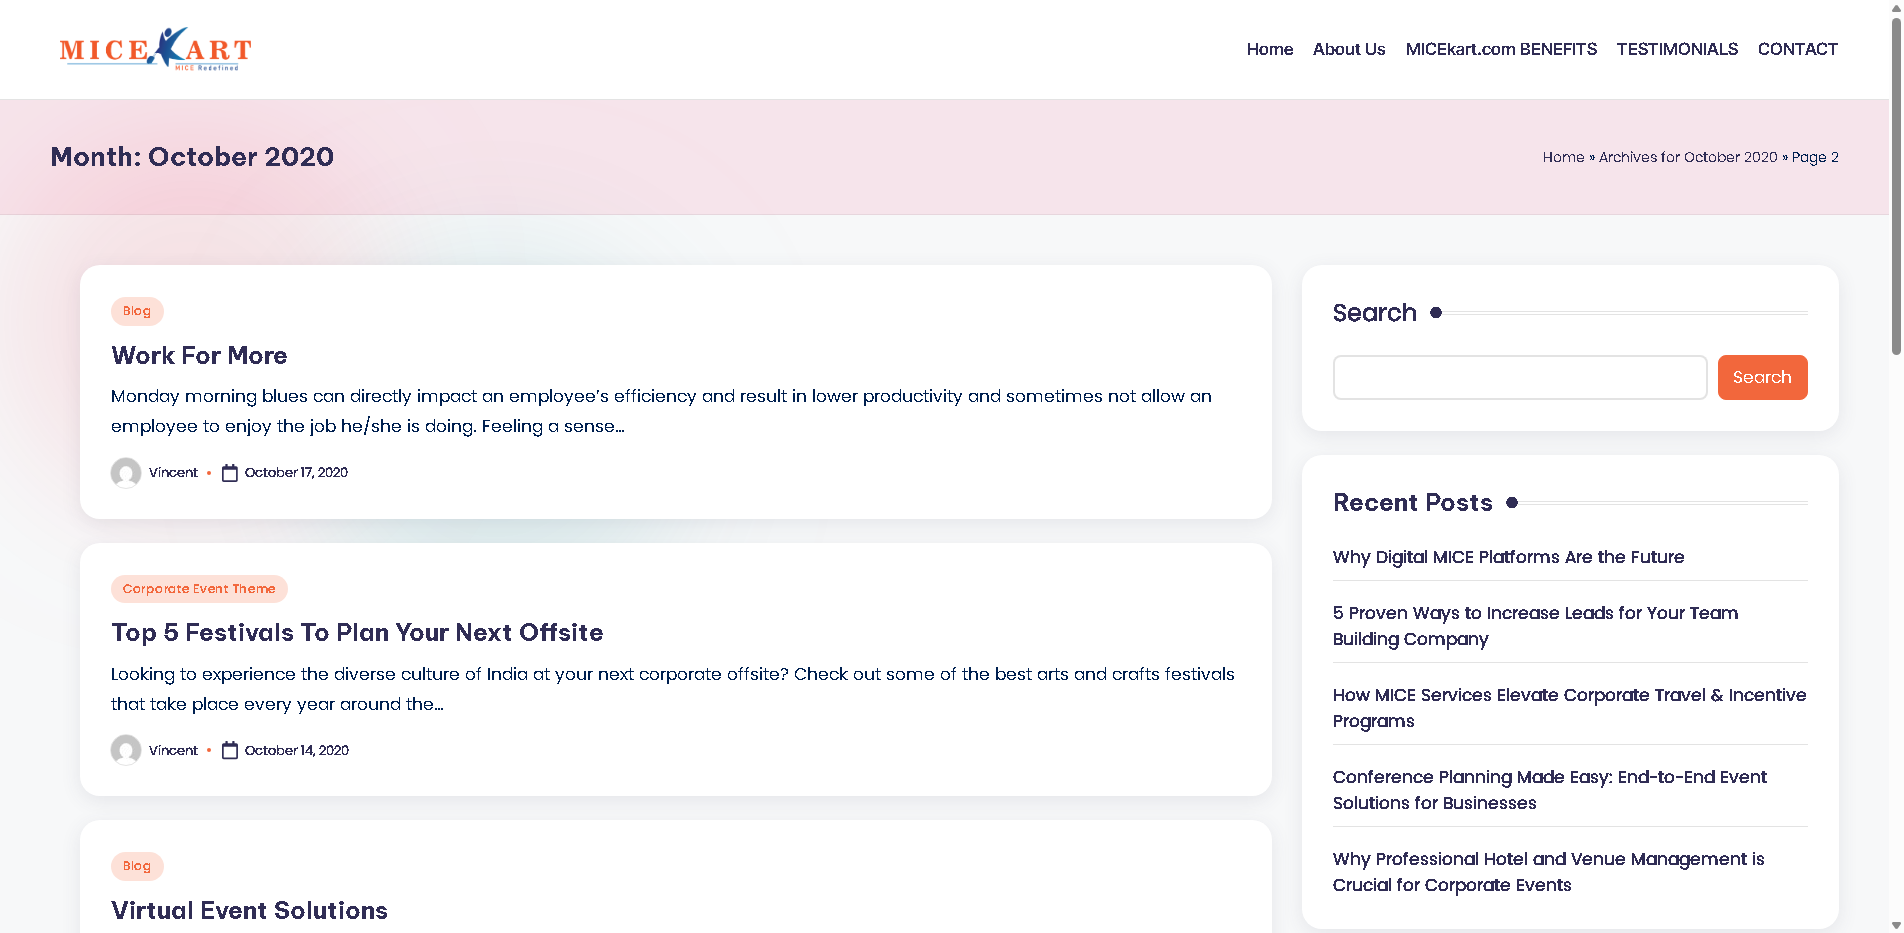 MICEKART
MICE Redefined
Home
About Us
MICEkart.com BENEFITS
TESTIMONIALS
CONTACT
Month: October 2020
Home » Archives for October 2020 » Page 2
Blog
Work For More
Monday morning blues can directly impact an employee’s efficiency and result in lower productivity and sometimes not allow an
employee to enjoy the job he/she is doing. Feeling a sense…
Vincent • October 17, 2020
Corporate Event Theme
Top 5 Festivals To Plan Your Next Offsite
Looking to experience the diverse culture of India at your next corporate offsite? Check out some of the best arts and crafts festivals
that take place every year around the…
Vincent • October 14, 2020
Blog
Virtual Event Solutions
Search
Search
Recent Posts
Why Digital MICE Platforms Are the Future
5 Proven Ways to Increase Leads for Your Team
Building Company
How MICE Services Elevate Corporate Travel & Incentive
Programs
Conference Planning Made Easy: End-to-End Event
Solutions for Businesses
Why Professional Hotel and Venue Management is
Crucial for Corporate Events